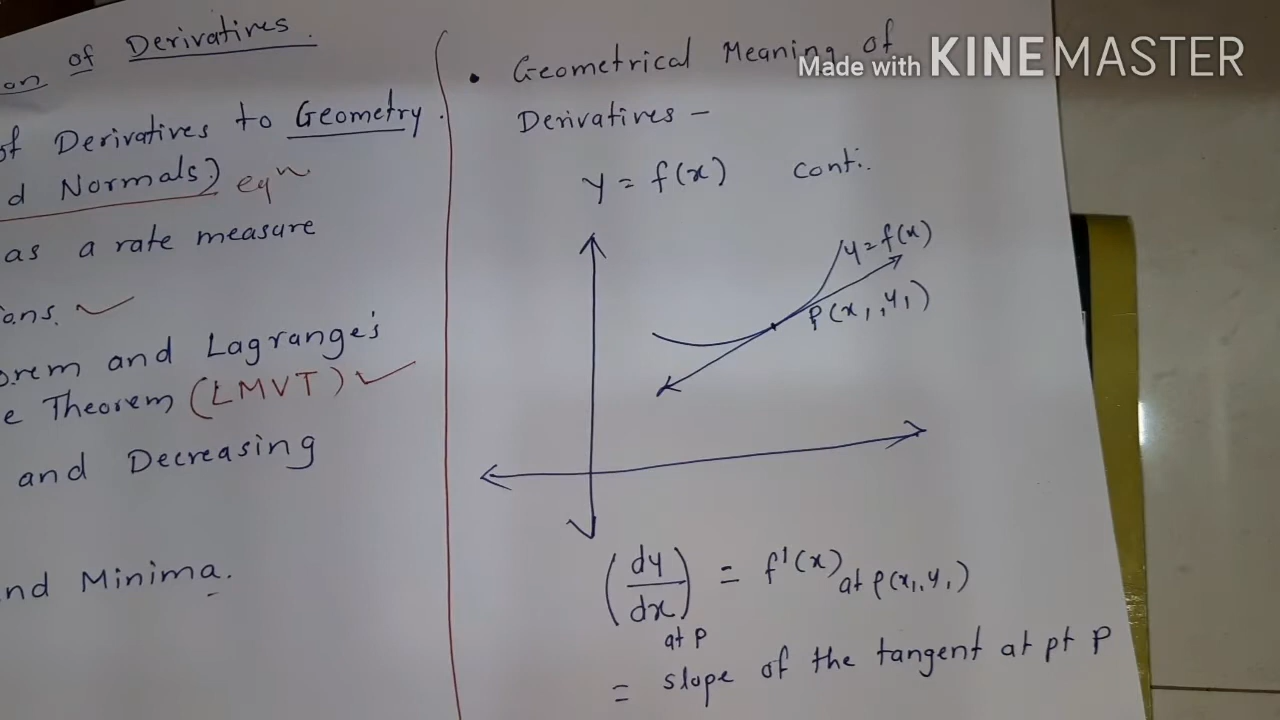 on of Derivatives.
of Derivatives to Geometry.
d Normals) eqⁿ
as a rate measure
ons.
orem and Lagrange's
e Theorem (LMVT)
and Decreasing
nd Minima.
• Geometrical Meaning of
Derivatives –
y = f(x) conti.
y=f(x)
P(x₁,y₁)
(dy/dx) at P = f'(x) at P(x₁,y₁)
= slope of the tangent at pt P
Made with KINEMASTER